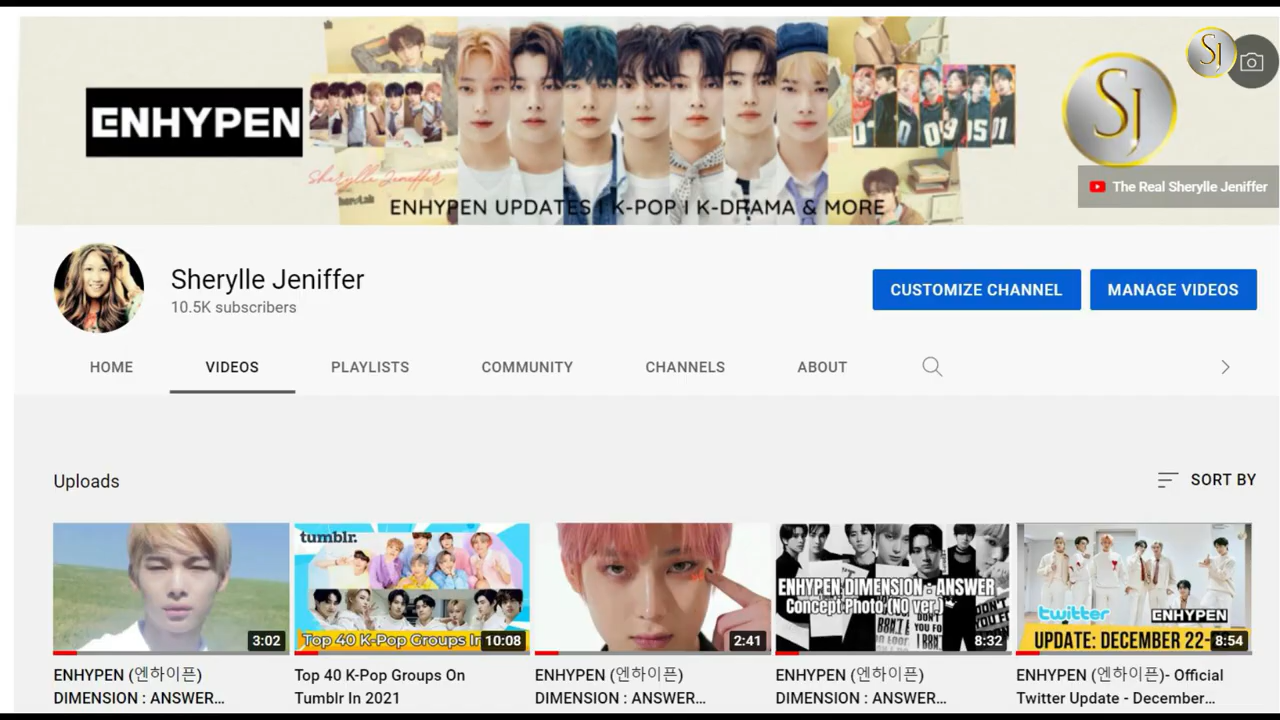 SJ
ENHYPEN
SJ
Sherylle Jeniffer
The Real Sherylle Jeniffer
ENHYPEN UPDATES I K-POP I K-DRAMA & MORE
Sherylle Jeniffer
10.5K subscribers
CUSTOMIZE CHANNEL
MANAGE VIDEOS
HOME
VIDEOS
PLAYLISTS
COMMUNITY
CHANNELS
ABOUT
Uploads
SORT BY
3:02
tumblr.
Top 40 K-Pop Groups In
10:08
2:41
ENHYPEN DIMENSION : ANSWER
Concept Photo (NO ver.)
8:32
twitter
ENHYPEN
UPDATE: DECEMBER 22-
8:54
ENHYPEN (엔하이픈)
DIMENSION : ANSWER...
Top 40 K-Pop Groups On
Tumblr In 2021
ENHYPEN (엔하이픈)
DIMENSION : ANSWER...
ENHYPEN (엔하이픈)
DIMENSION : ANSWER...
ENHYPEN (엔하이픈)- Official
Twitter Update - December...